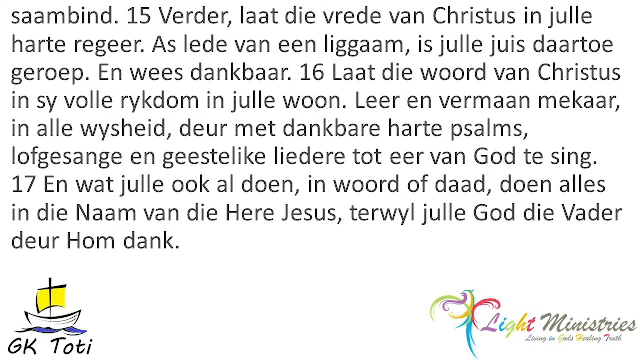 saambind. 15 Verder, laat die vrede van Christus in julle
harte regeer. As lede van een liggaam, is julle juis daartoe
geroep. En wees dankbaar. 16 Laat die woord van Christus
in sy volle rykdom in julle woon. Leer en vermaan mekaar,
in alle wysheid, deur met dankbare harte psalms,
lofgesange en geestelike liedere tot eer van God te sing.
17 En wat julle ook al doen, in woord of daad, doen alles
in die Naam van die Here Jesus, terwyl julle God die Vader
deur Hom dank.
GK Toti
Light Ministries
Living in Gods Healing Truth